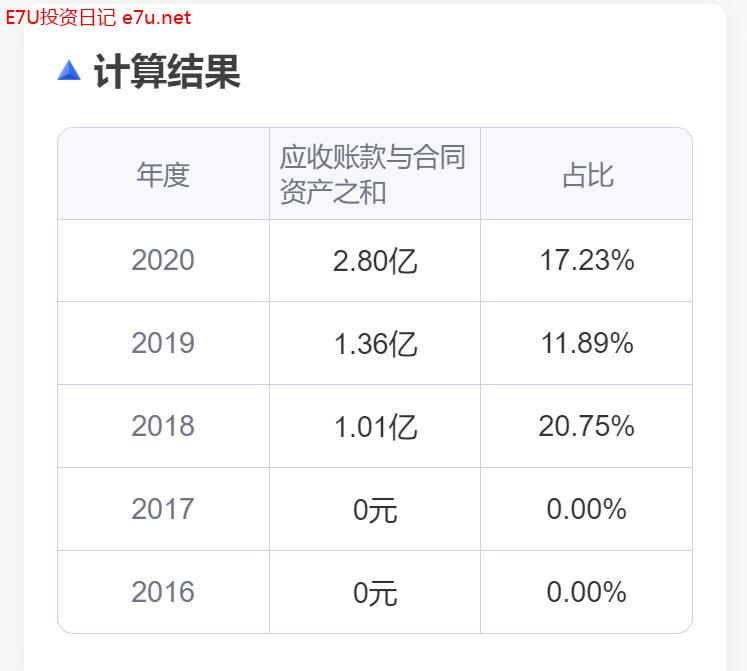 E7U投资日记 e7u.net
计算结果
年度 应收账款与合同资产之和 占比
2020 2.80亿 17.23%
2019 1.36亿 11.89%
2018 1.01亿 20.75%
2017 0元 0.00%
2016 0元 0.00%